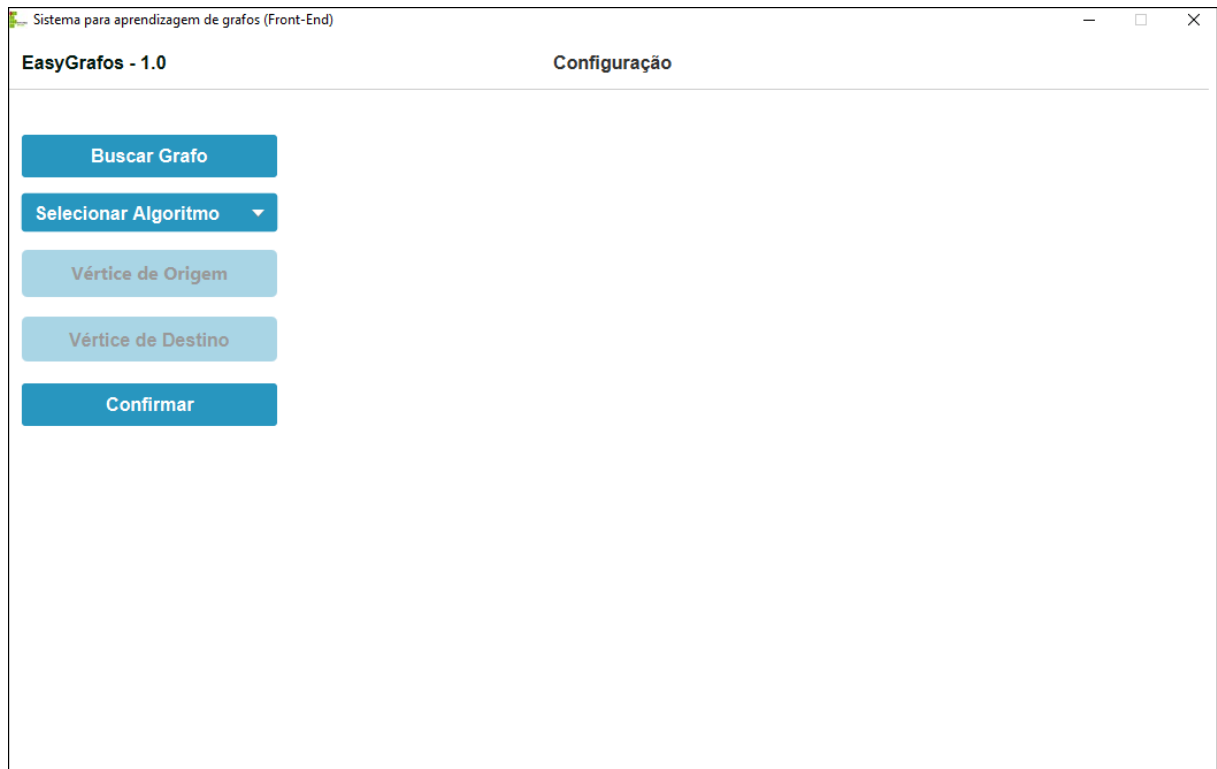 Sistema para aprendizagem de grafos (Front-End)
EasyGrafos - 1.0
Configuração
Buscar Grafo
Selecionar Algoritmo
Vértice de Origem
Vértice de Destino
Confirmar